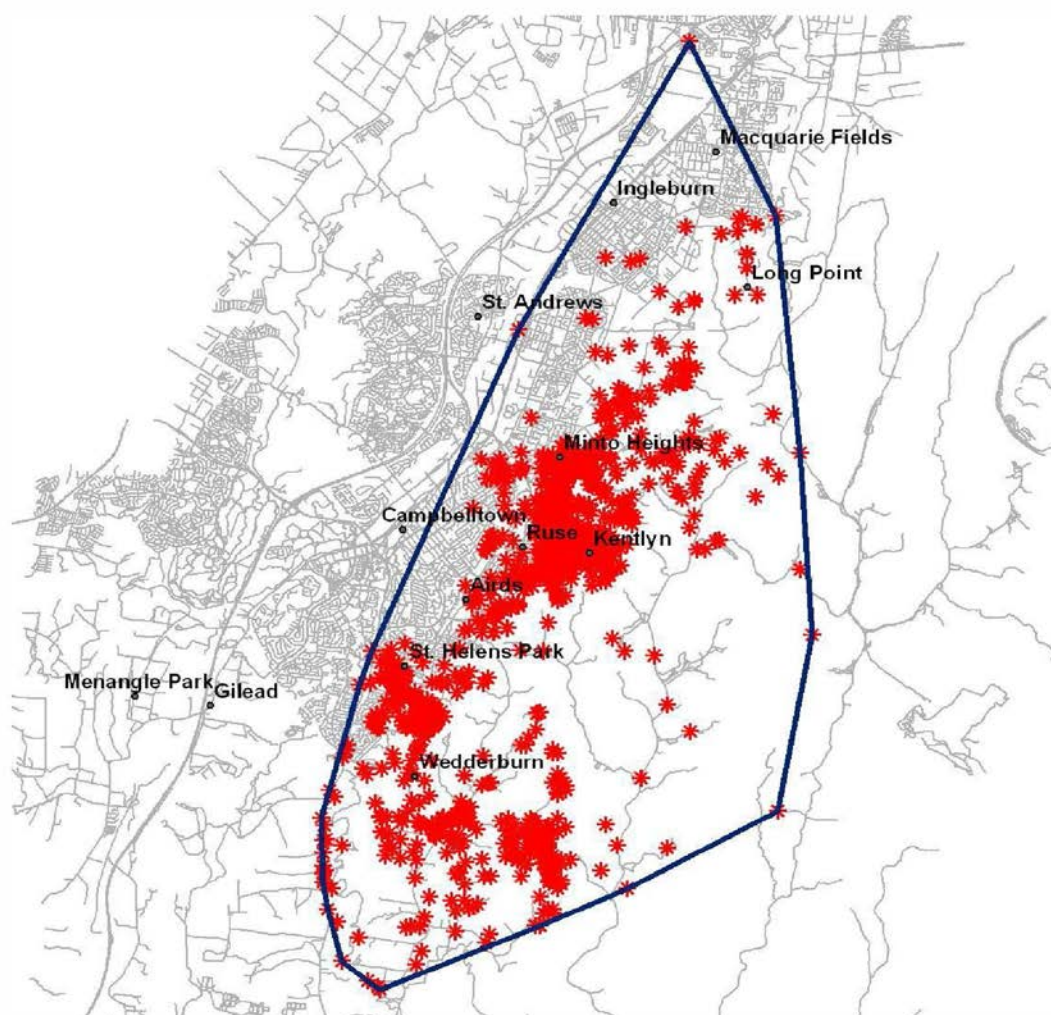 Macquarie Fields
Ingleburn
Long Point
St. Andrews
Minto Heights
Campbelltown
Ruse
Kentlyn
Airds
St. Helens Park
Menangle Park
Gilead
Wedderburn